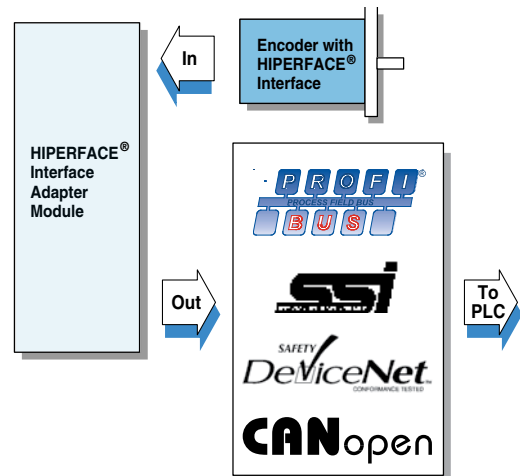 In
Encoder with
HIPERFACE®
Interface
HIPERFACE®
Interface
Adapter
Module
Out
PROFI®
PROCESS FIELD BUS
BUS
SSI
SAFETY
DeviceNet™
CONFORMANCE TESTED
CANopen
To
PLC